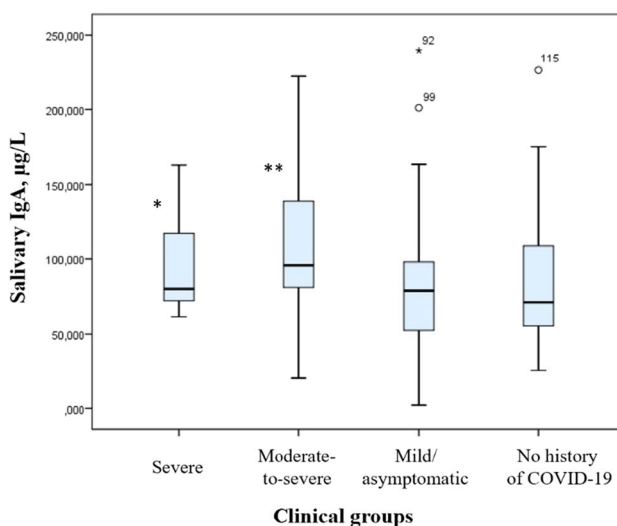 Salivary IgA, µg/L
250,000
200,000
150,000
100,000
50,000
,000
*
**
* 92
99
115
Severe
Moderate-
to-severe
Mild/
asymptomatic
No history
of COVID-19
Clinical groups